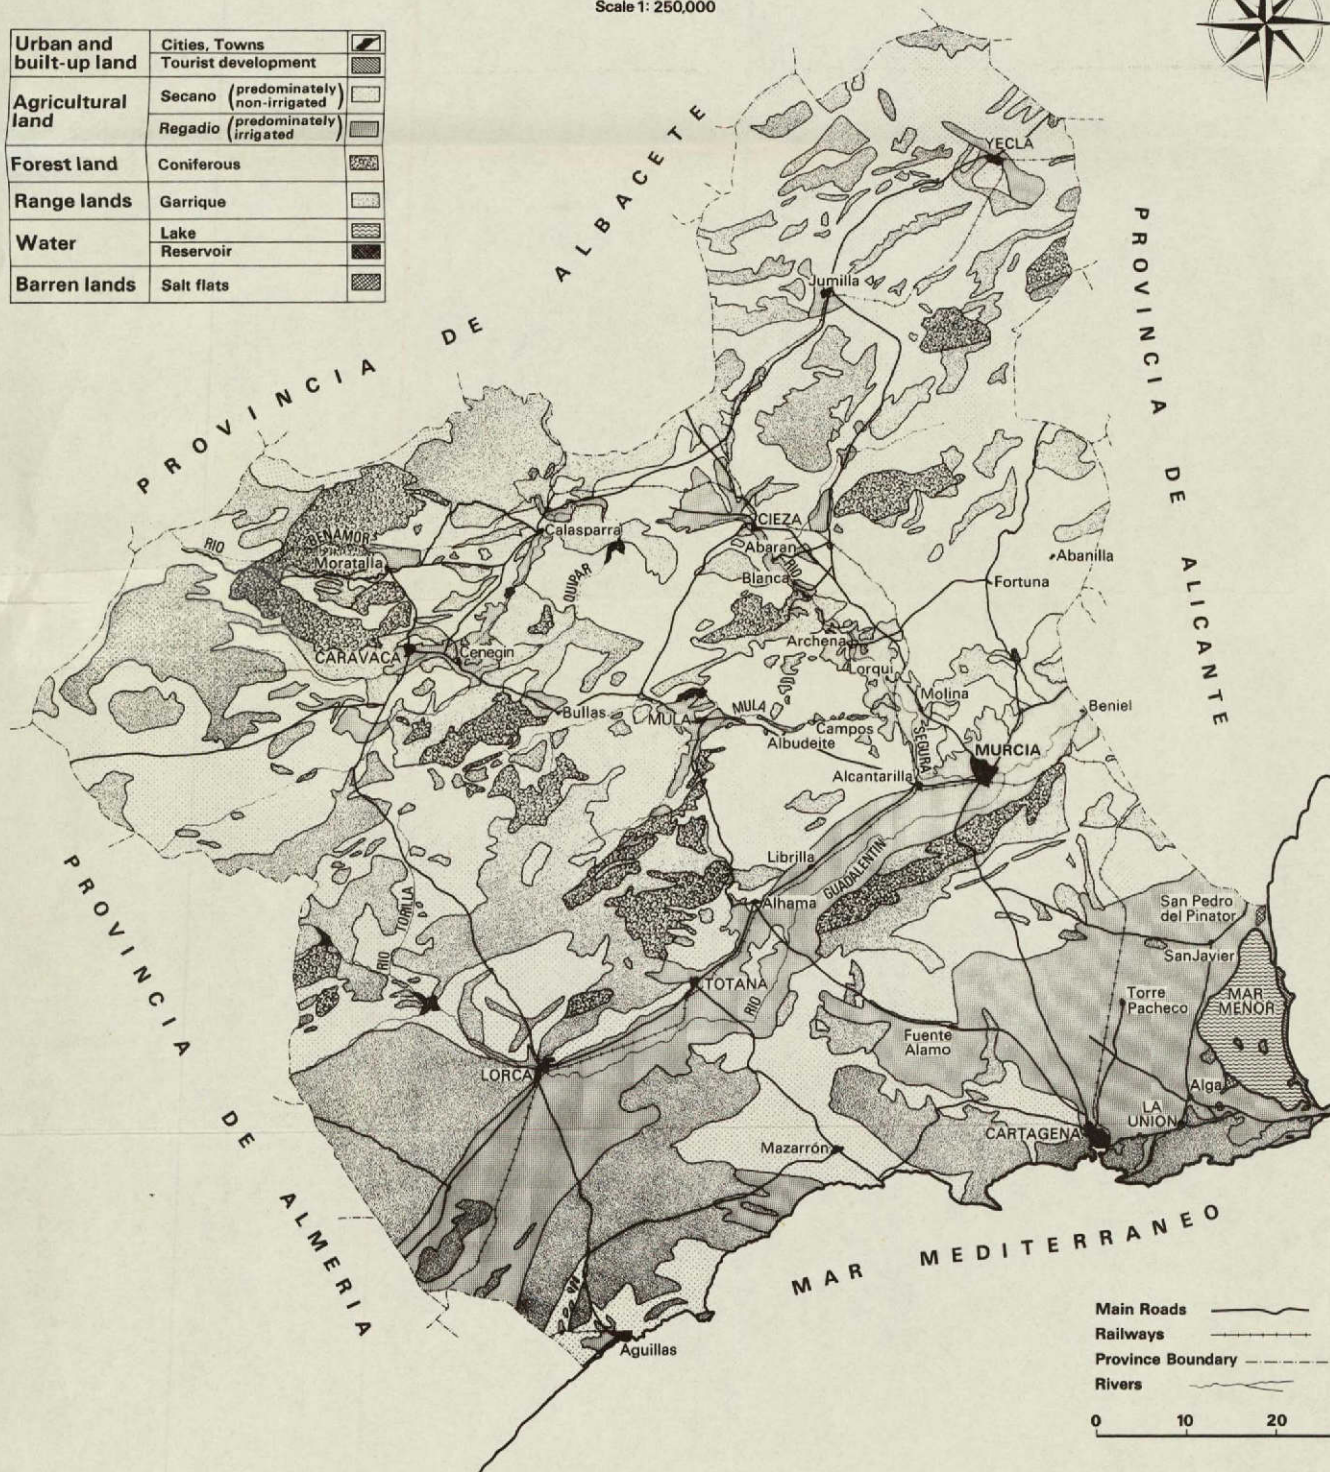 Scale 1: 250,000
Urban and built-up land
Cities, Towns
Tourist development
Agricultural land
Secano (predominately non-irrigated)
Regadio (predominately irrigated)
Forest land
Coniferous
Range lands
Garrique
Water
Lake
Reservoir
Barren lands
Salt flats
PROVINCIA DE ALBACETE
PROVINCIA DE ALICANTE
PROVINCIA DE ALMERIA
MAR MEDITERRANEO
YECLA
Jumilla
CIEZA
Calasparra
RIO BENAMOR
Moratalla
QUIPAR
Abaran
Blanca
RIO
Abanilla
Fortuna
Archena
Lorqui
CARAVACA
Cenegin
Bullas
MULA
MULA
Molina
Campos
Albudeite
SEGURA
Beniel
MURCIA
Alcantarilla
Librilla
GUADALENTIN
Alhama
RIO TORILLA
San Pedro
del Pinator
San Javier
TOTANA
RIO
Torre
Pacheco
MAR
MENOR
Fuente
Alamo
LORCA
Alga
LA
UNION
CARTAGENA
Mazarrón
Aguillas
Main Roads
Railways
Province Boundary
Rivers
0 10 20